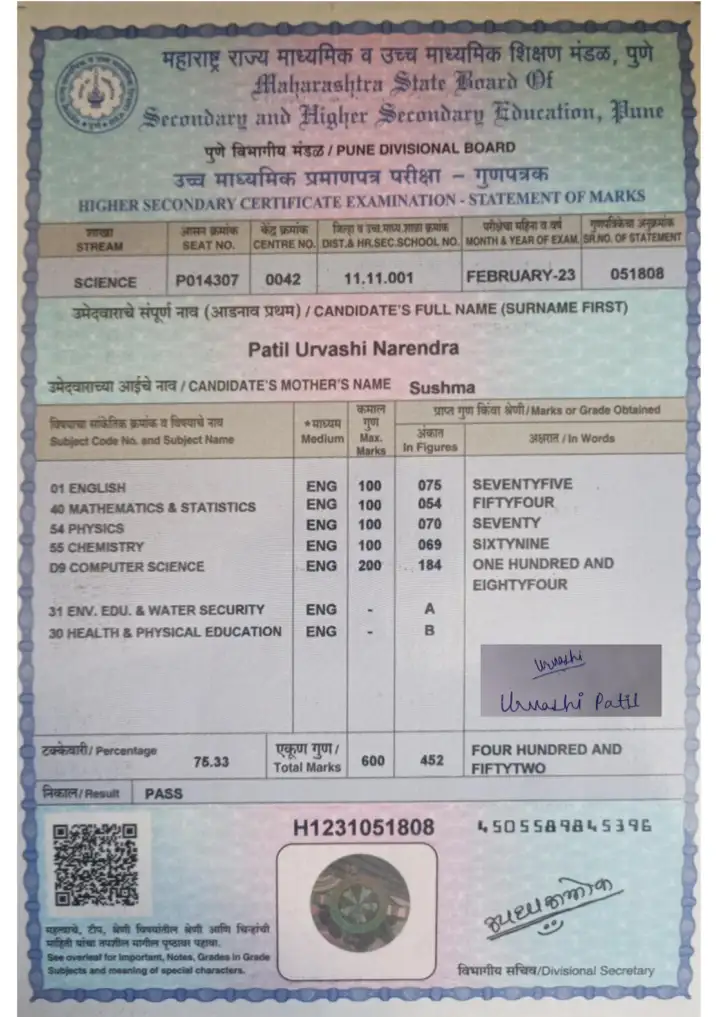 महाराष्ट्र राज्य माध्यमिक व उच्च माध्यमिक शिक्षण मंडळ, पुणे
Maharashtra State Board Of
Secondary and Higher Secondary Education, Pune
पुणे विभागीय मंडळ / PUNE DIVISIONAL BOARD
उच्च माध्यमिक प्रमाणपत्र परीक्षा – गुणपत्रक
HIGHER SECONDARY CERTIFICATE EXAMINATION - STATEMENT OF MARKS
शाखा आसन क्रमांक केंद्र क्रमांक जिल्हा व उच्च.माध्य.शाळा क्रमांक परीक्षेचा महिना व वर्ष गुणपत्रिकेचा अनुक्रमांक
STREAM SEAT NO. CENTRE NO. DIST.& HR.SEC.SCHOOL NO. MONTH & YEAR OF EXAM. SR.NO. OF STATEMENT
SCIENCE P014307 0042 11.11.001 FEBRUARY-23 051808
उमेदवाराचे संपूर्ण नाव (आडनाव प्रथम) / CANDIDATE'S FULL NAME (SURNAME FIRST)
Patil Urvashi Narendra
उमेदवाराच्या आईचे नाव / CANDIDATE'S MOTHER'S NAME Sushma
विषयाचा सांकेतिक क्रमांक व विषयाचे नाव
Subject Code No. and Subject Name
*माध्यम
Medium
कमाल
गुण
Max.
Marks
प्राप्त गुण किंवा श्रेणी/Marks or Grade Obtained
अंकात
In Figures
अक्षरात / In Words
01 ENGLISH ENG 100 075 SEVENTYFIVE
40 MATHEMATICS & STATISTICS ENG 100 054 FIFTYFOUR
54 PHYSICS ENG 100 070 SEVENTY
55 CHEMISTRY ENG 100 069 SIXTYNINE
D9 COMPUTER SCIENCE ENG 200 184 ONE HUNDRED AND
EIGHTYFOUR
31 ENV. EDU. & WATER SECURITY ENG - A
30 HEALTH & PHYSICAL EDUCATION ENG - B
Urvashi
Urvashi Patil
टक्केवारी/ Percentage 75.33
एकूण गुण /
Total Marks 600 452
FOUR HUNDRED AND
FIFTYTWO
निकाल/ Result PASS
H1231051808 4505589845396
महत्वाचे, टीप, श्रेणी विषयांतील श्रेणी आणि चिन्हांची
माहिती यांचा तपशील मागील पृष्ठावर पहावा.
See overleaf for Important, Notes, Grades in Grade
Subjects and meaning of special characters.
विभागीय सचिव/Divisional Secretary